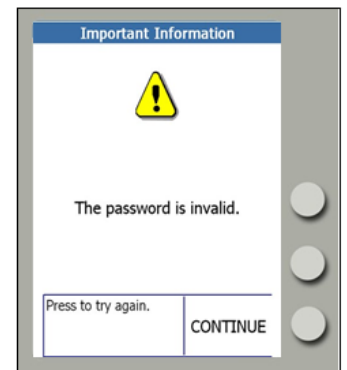 Important Information
The password is invalid.
Press to try again.
CONTINUE